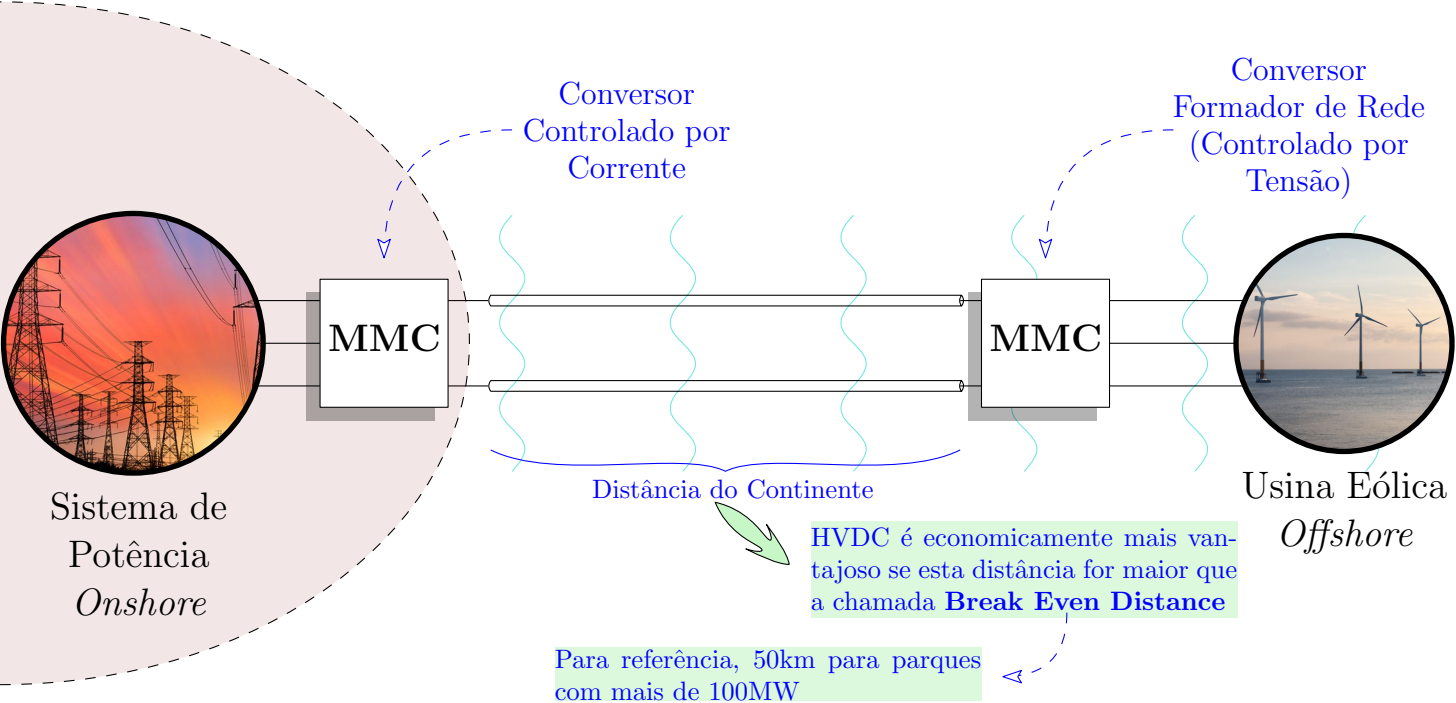 Conversor
Controlado por
Corrente
Conversor
Formador de Rede
(Controlado por
Tensão)
MMC
MMC
Sistema de
Potência
Onshore
Distância do Continente
Usina Eólica
Offshore
HVDC é economicamente mais van-
tajoso se esta distância for maior que
a chamada Break Even Distance
Para referência, 50km para parques
com mais de 100MW